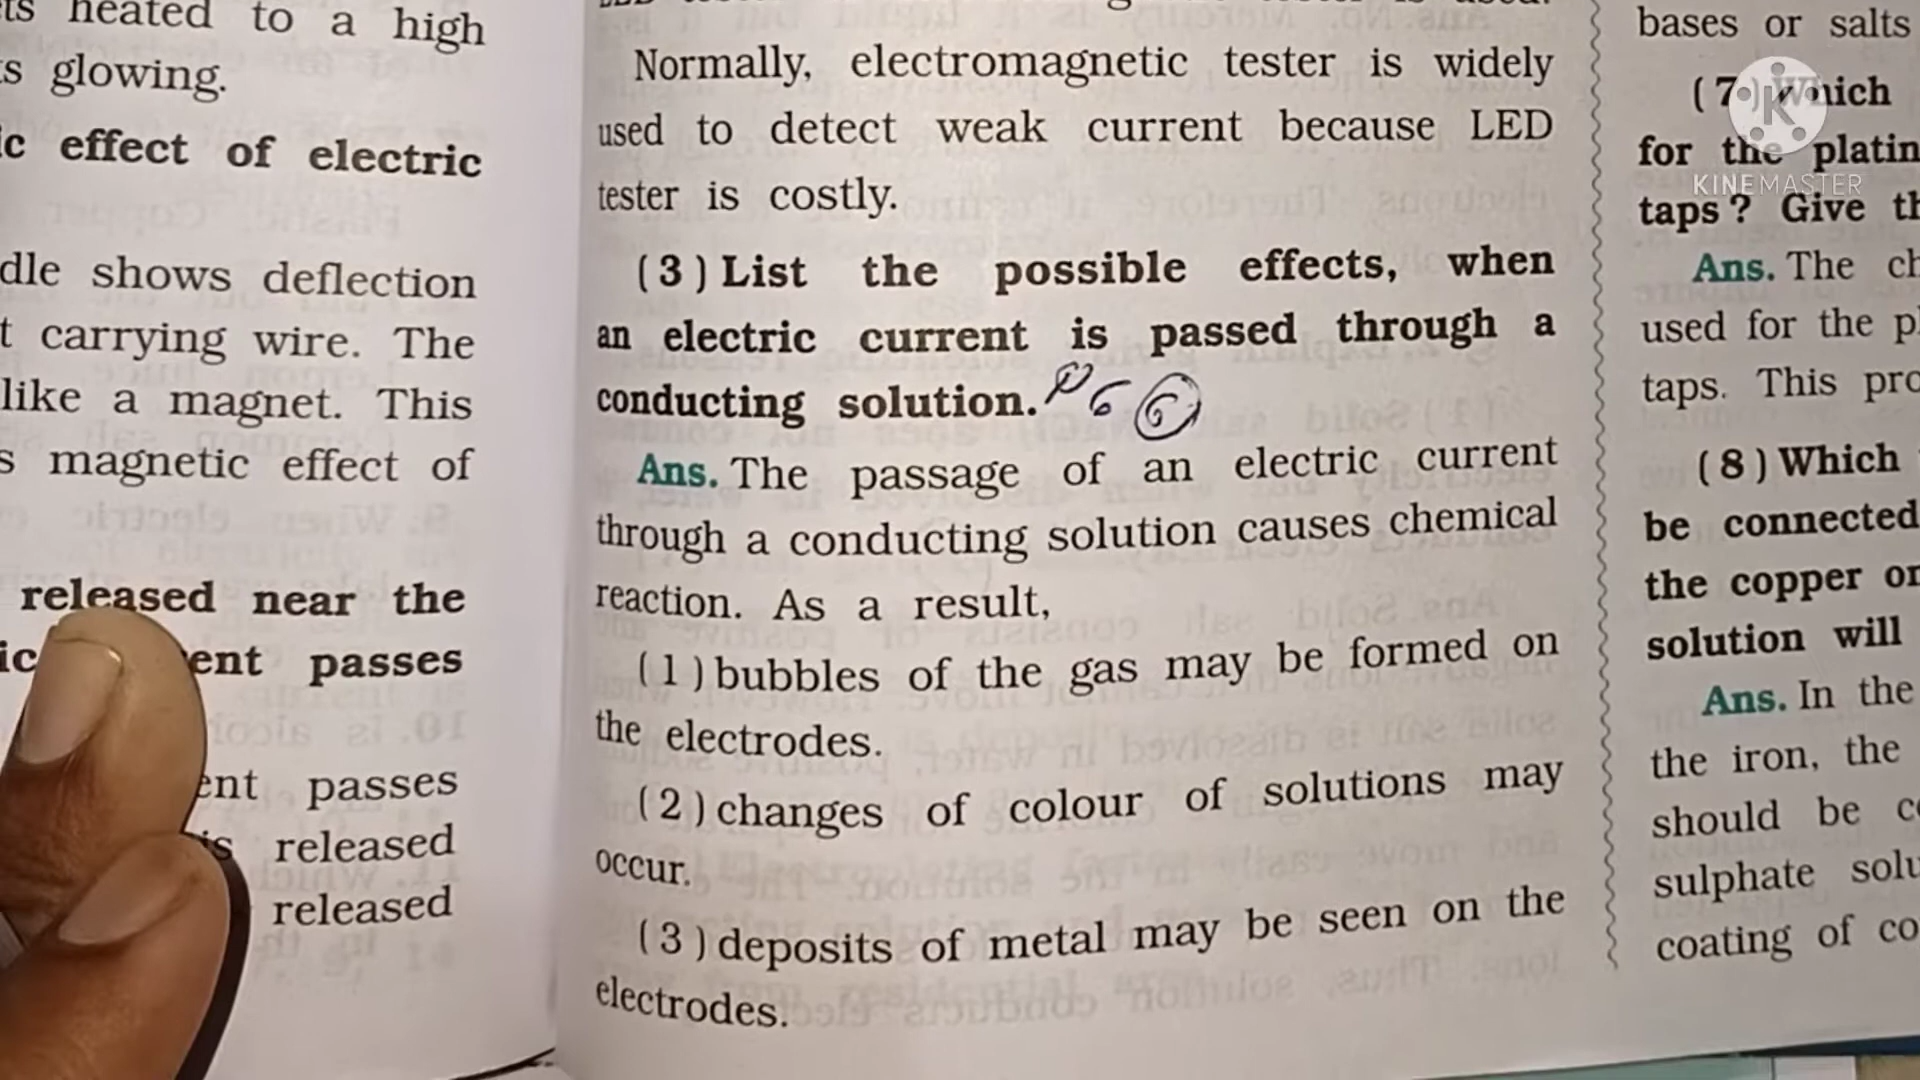 heated to a high
glowing.
effect of electric
shows deflection
carrying wire. The
like a magnet. This
magnetic effect of
released near the
passes
passes
released
released
Normally, electromagnetic tester is widely
used to detect weak current because LED
tester is costly.
(3) List the possible effects, when
an electric current is passed through a
conducting solution.
Ans. The passage of an electric current
through a conducting solution causes chemical
reaction. As a result,
(1) bubbles of the gas may be formed on
the electrodes.
(2) changes of colour of solutions may
occur.
(3) deposits of metal may be seen on the
electrodes.
bases or salts
(7) Which
for the platin
taps? Give th
Ans. The ch
used for the p
taps. This pro
(8) Which
be connected
the copper or
solution will
Ans. In the
the iron, the
should be co
sulphate solu
coating of co
K
KINEMASTER